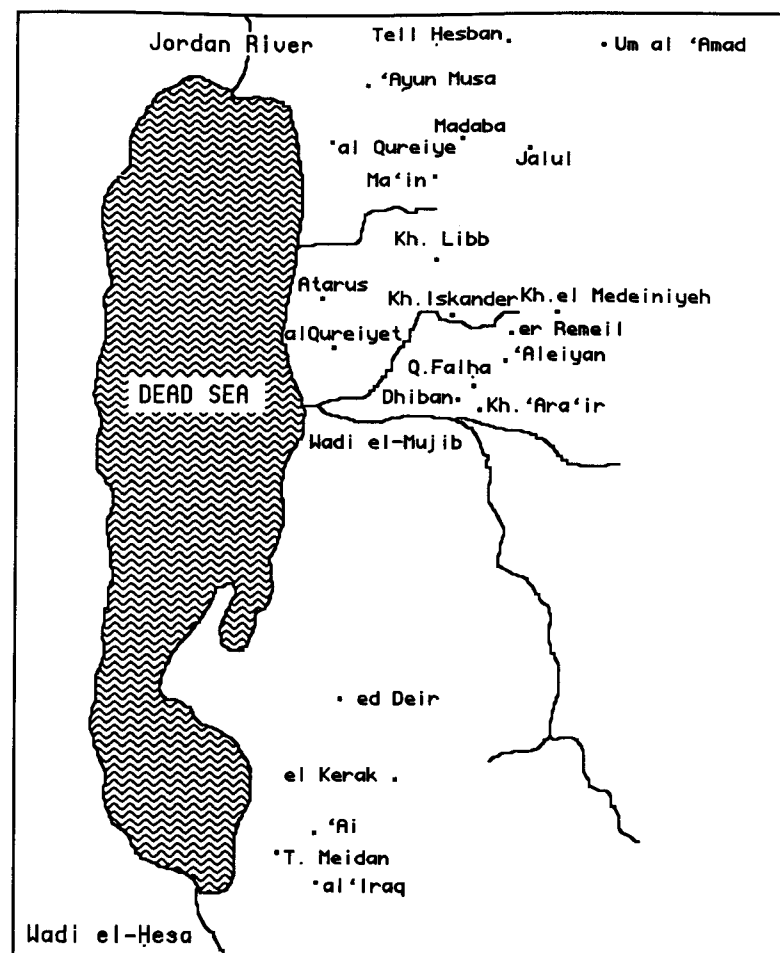 Tell Ḥesban
Jordan River
Um al ‘Amad
‘Ayun Musa
Madaba
al Qureiye
Jalul
Ma‘in
Kh. Libb
Atarus
Kh.Iskander
Kh.el Medeiniyeh
er Remeil
alQureiyet
‘Aleiyan
Q.Falha
DEAD SEA
Dhiban
Kh.‘Ara‘ir
Wadi el-Mujib
ed Deir
el Kerak
‘Ai
T. Meidan
al‘Iraq
Wadi el-Ḥesa